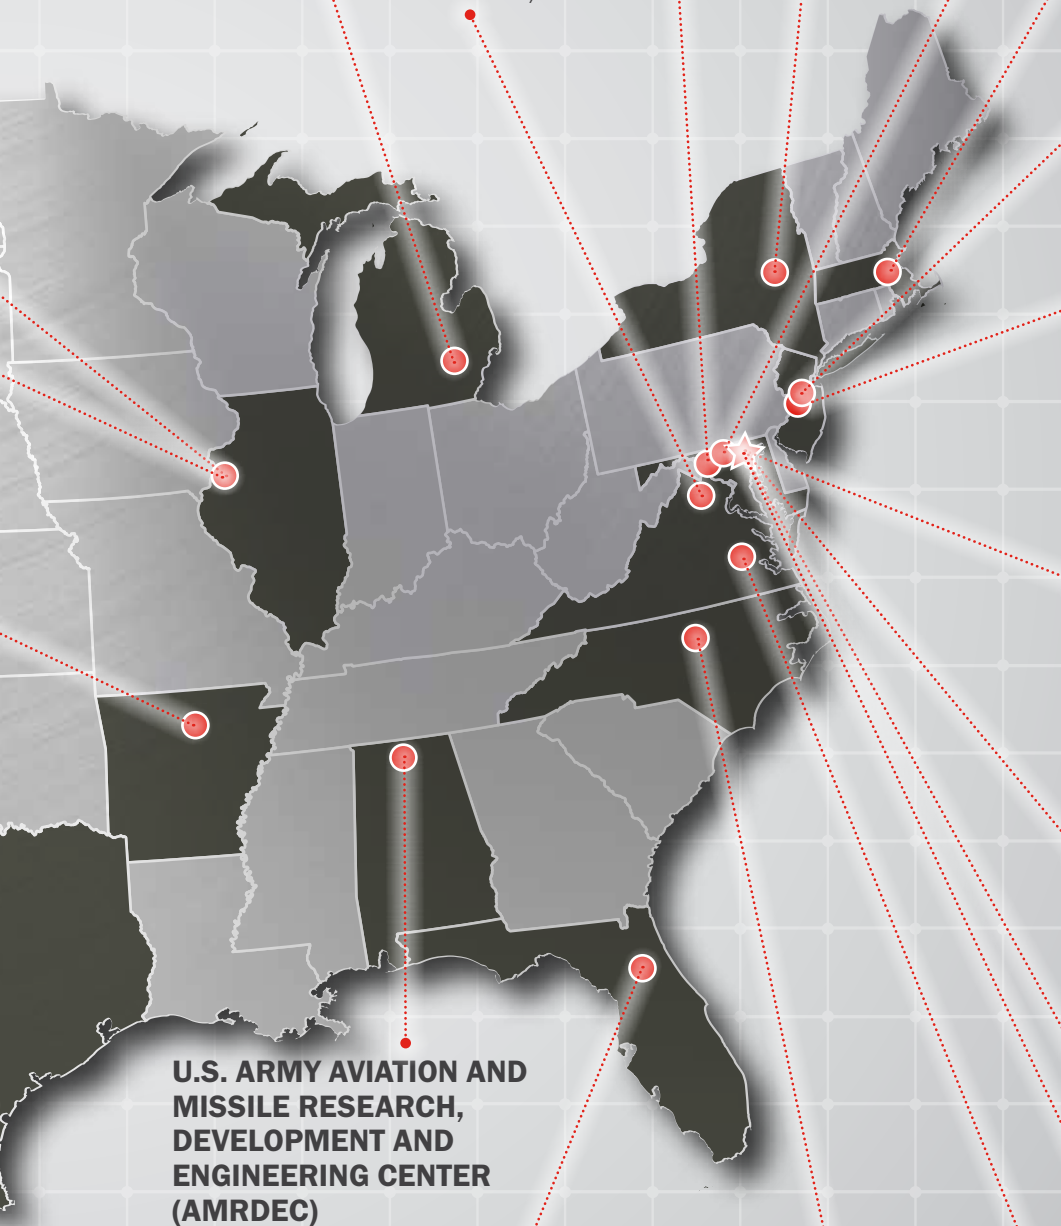 U.S. ARMY AVIATION AND
MISSILE RESEARCH,
DEVELOPMENT AND
ENGINEERING CENTER
(AMRDEC)